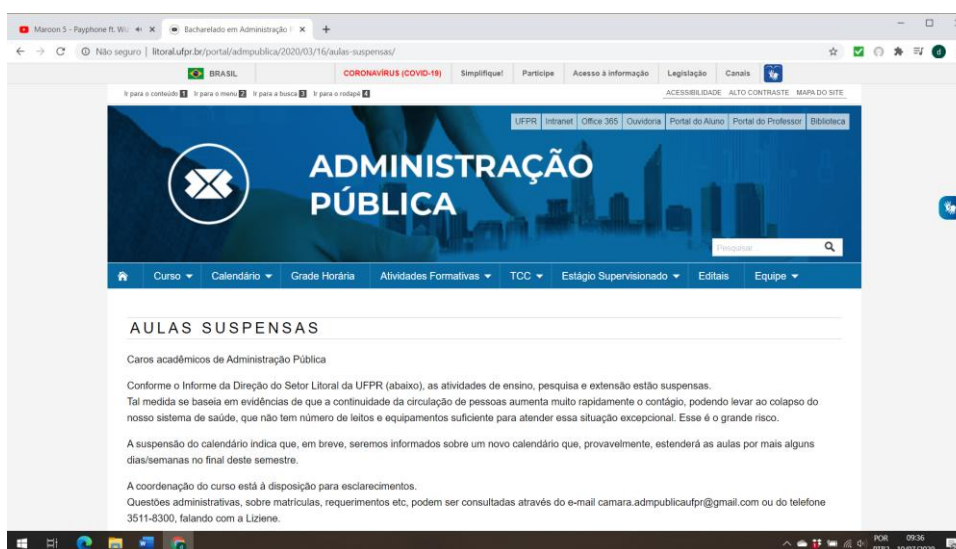 Maroon 5 - Payphone ft. Wiz
Bacharelado em Administração P
Não seguro | litoral.ufpr.br/portal/admpublica/2020/03/16/aulas-suspensas/
BRASIL CORONAVÍRUS (COVID-19) Simplifique! Participe Acesso à informação Legislação Canais
Ir para o conteúdo 1 Ir para o menu 2 Ir para a busca 3 Ir para o rodapé 4 ACESSIBILIDADE ALTO CONTRASTE MAPA DO SITE
UFPR Intranet Office 365 Ouvidoria Portal do Aluno Portal do Professor Biblioteca
ADMINISTRAÇÃO
PÚBLICA
Pesquisar
Curso Calendário Grade Horária Atividades Formativas TCC Estágio Supervisionado Editais Equipe
AULAS SUSPENSAS
Caros acadêmicos de Administração Pública
Conforme o Informe da Direção do Setor Litoral da UFPR (abaixo), as atividades de ensino, pesquisa e extensão estão suspensas.
Tal medida se baseia em evidências de que a continuidade da circulação de pessoas aumenta muito rapidamente o contágio, podendo levar ao colapso do
nosso sistema de saúde, que não tem número de leitos e equipamentos suficiente para atender essa situação excepcional. Esse é o grande risco.
A suspensão do calendário indica que, em breve, seremos informados sobre um novo calendário que, provavelmente, estenderá as aulas por mais alguns
dias/semanas no final deste semestre.
A coordenação do curso está à disposição para esclarecimentos.
Questões administrativas, sobre matrículas, requerimentos etc, podem ser consultadas através do e-mail camara.admpublicaufpr@gmail.com ou do telefone
3511-8300, falando com a Liziene.
POR 09:36